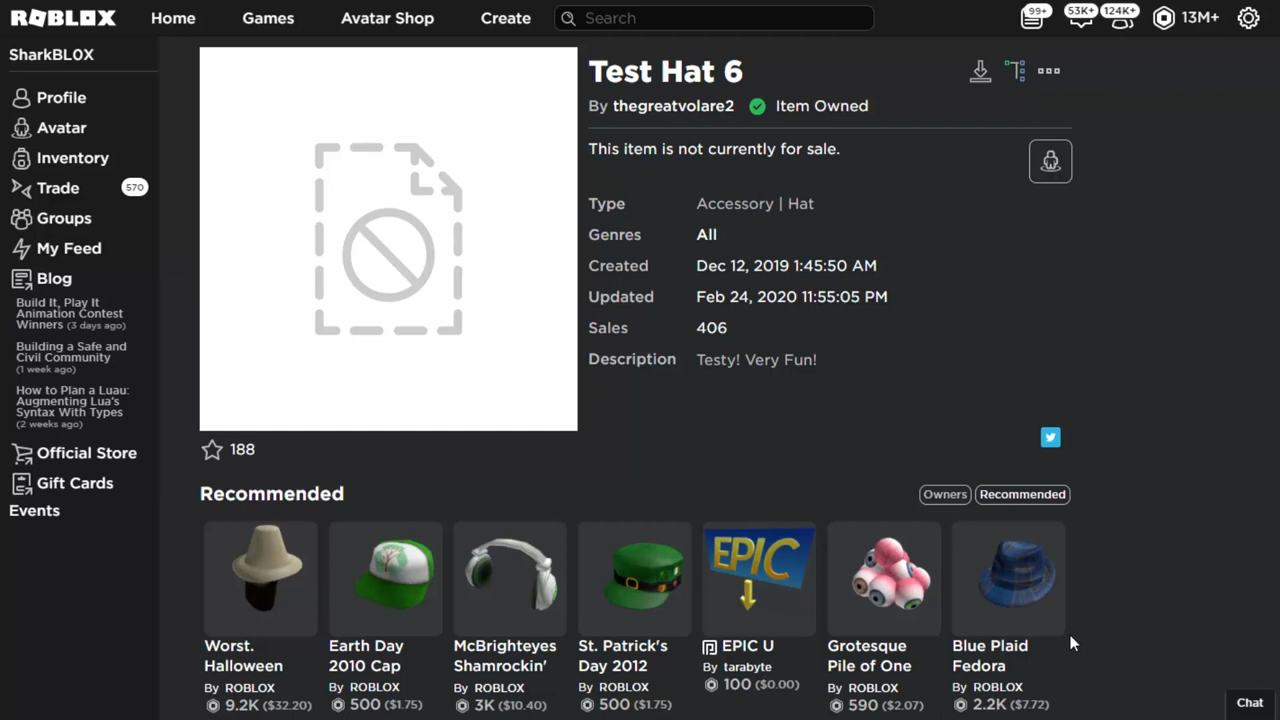 ROBLOX Home Games Avatar Shop Create Search 99+ 53K+ 124K+ 13M+
SharkBL0X
Profile
Avatar
Inventory
Trade 570
Groups
My Feed
Blog
Build It, Play It
Animation Contest
Winners (3 days ago)
Building a Safe and
Civil Community
(1 week ago)
How to Plan a Luau:
Augmenting Lua's
Syntax With Types
(2 weeks ago)
Official Store
Gift Cards
Events
Test Hat 6
By thegreatvolare2 Item Owned
This item is not currently for sale.
Type Accessory | Hat
Genres All
Created Dec 12, 2019 1:45:50 AM
Updated Feb 24, 2020 11:55:05 PM
Sales 406
Description Testy! Very Fun!
188
Recommended
Owners Recommended
EPIC
Worst.
Halloween
By ROBLOX
9.2K ($32.20)
Earth Day
2010 Cap
By ROBLOX
500 ($1.75)
McBrighteyes
Shamrockin'
By ROBLOX
3K ($10.40)
St. Patrick's
Day 2012
By ROBLOX
500 ($1.75)
EPIC U
By tarabyte
100 ($0.00)
Grotesque
Pile of One
By ROBLOX
590 ($2.07)
Blue Plaid
Fedora
By ROBLOX
2.2K ($7.72)
Chat